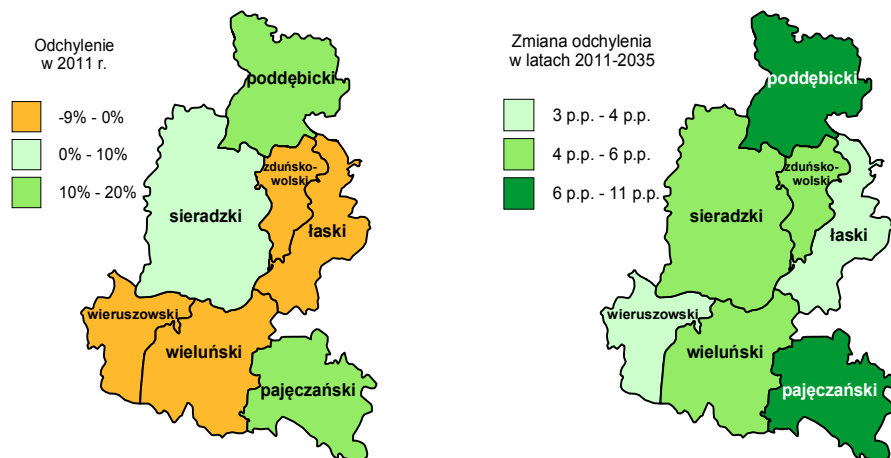 Odchylenie
w 2011 r.
-9% - 0%
0% - 10%
10% - 20%
poddębicki
zduńsko-
wolski
sieradzki
łaski
wieruszowski
wieluński
pajęczański
Zmiana odchylenia
w latach 2011-2035
3 p.p. - 4 p.p.
4 p.p. - 6 p.p.
6 p.p. - 11 p.p.
poddębicki
zduńsko-
wolski
sieradzki
łaski
wieruszowski
wieluński
pajęczański